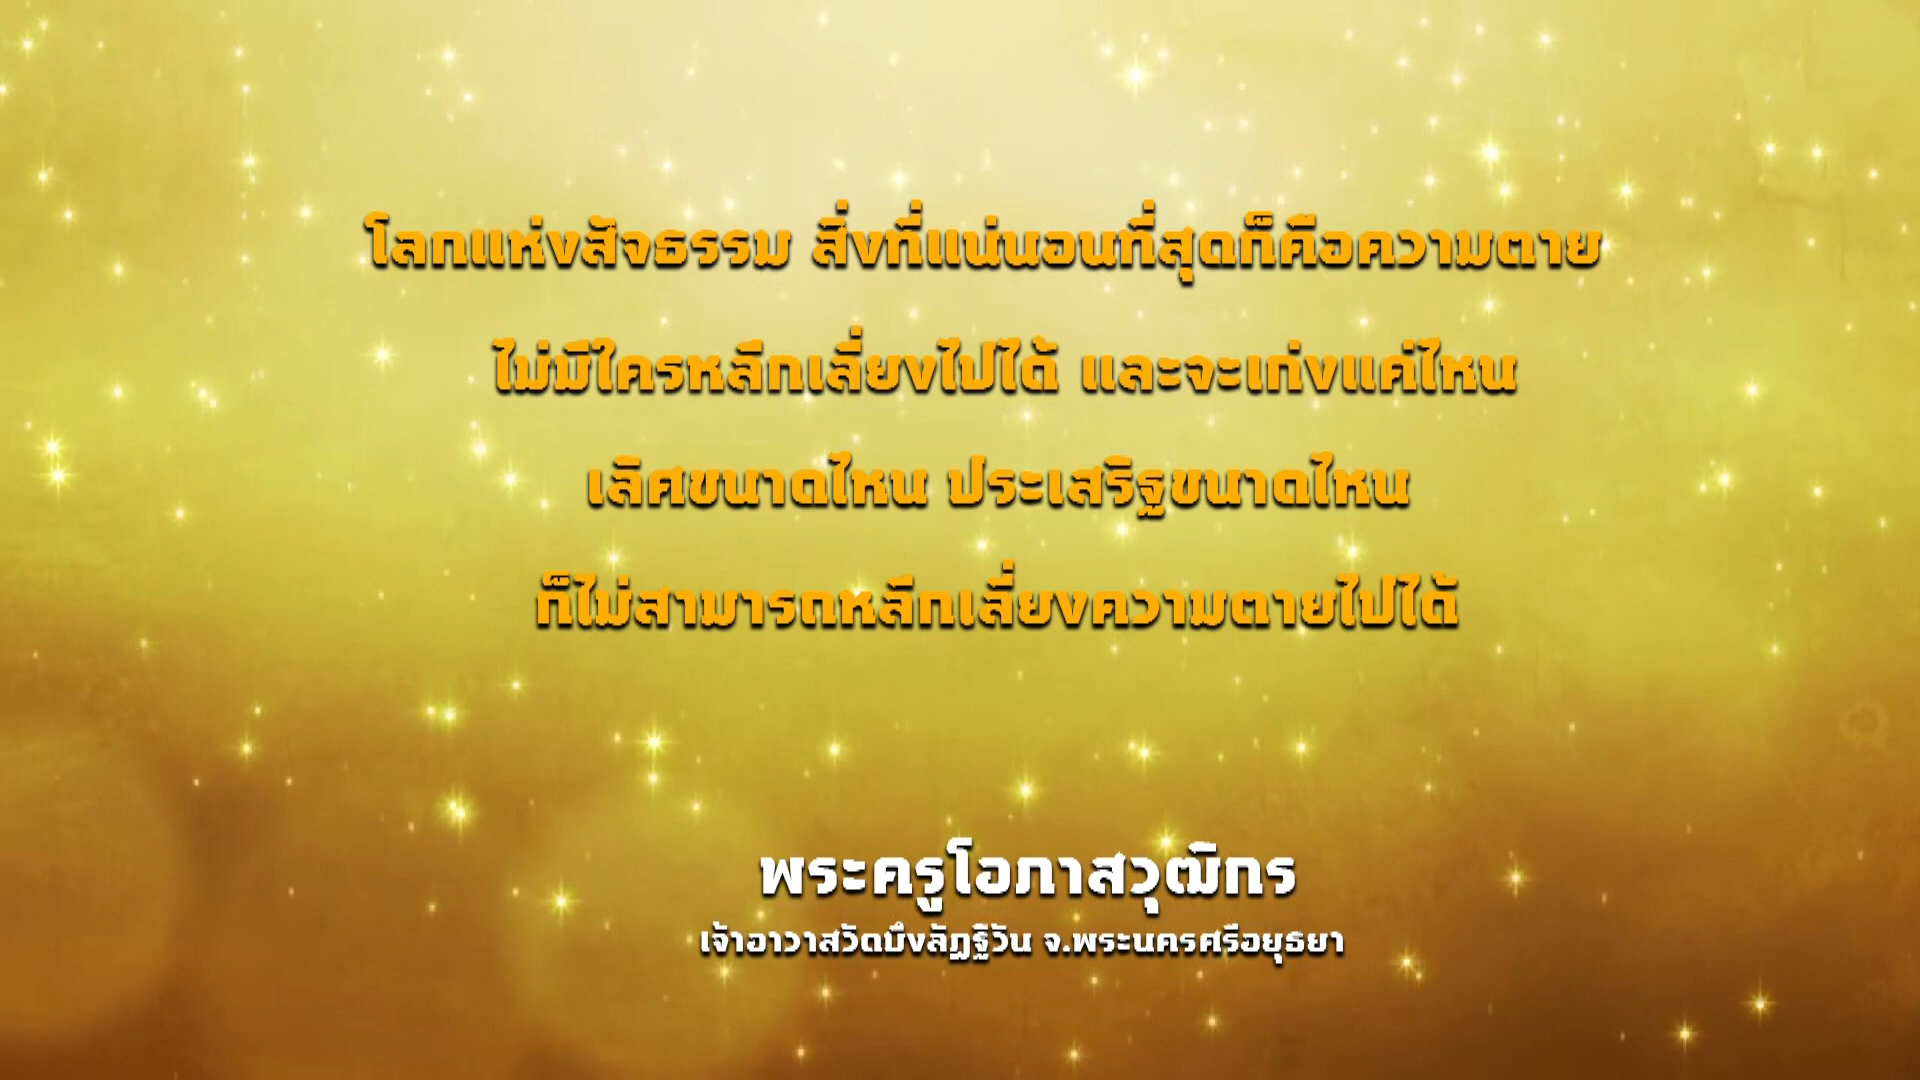 โลกแห่งสัจธรรม สิ่งที่แน่นอนที่สุดก็คือความตาย
ไม่มีใครหลีกเลี่ยงไปได้ และจะเก่งแค่ไหน
เลิศขนาดไหน ประเสริฐขนาดไหน
ก็ไม่สามารถหลีกเลี่ยงความตายไปได้
พระครูโอภาสวุฒิกร
เจ้าอาวาสวัดบึงลัฏฐิวัน จ.พระนครศรีอยุธยา